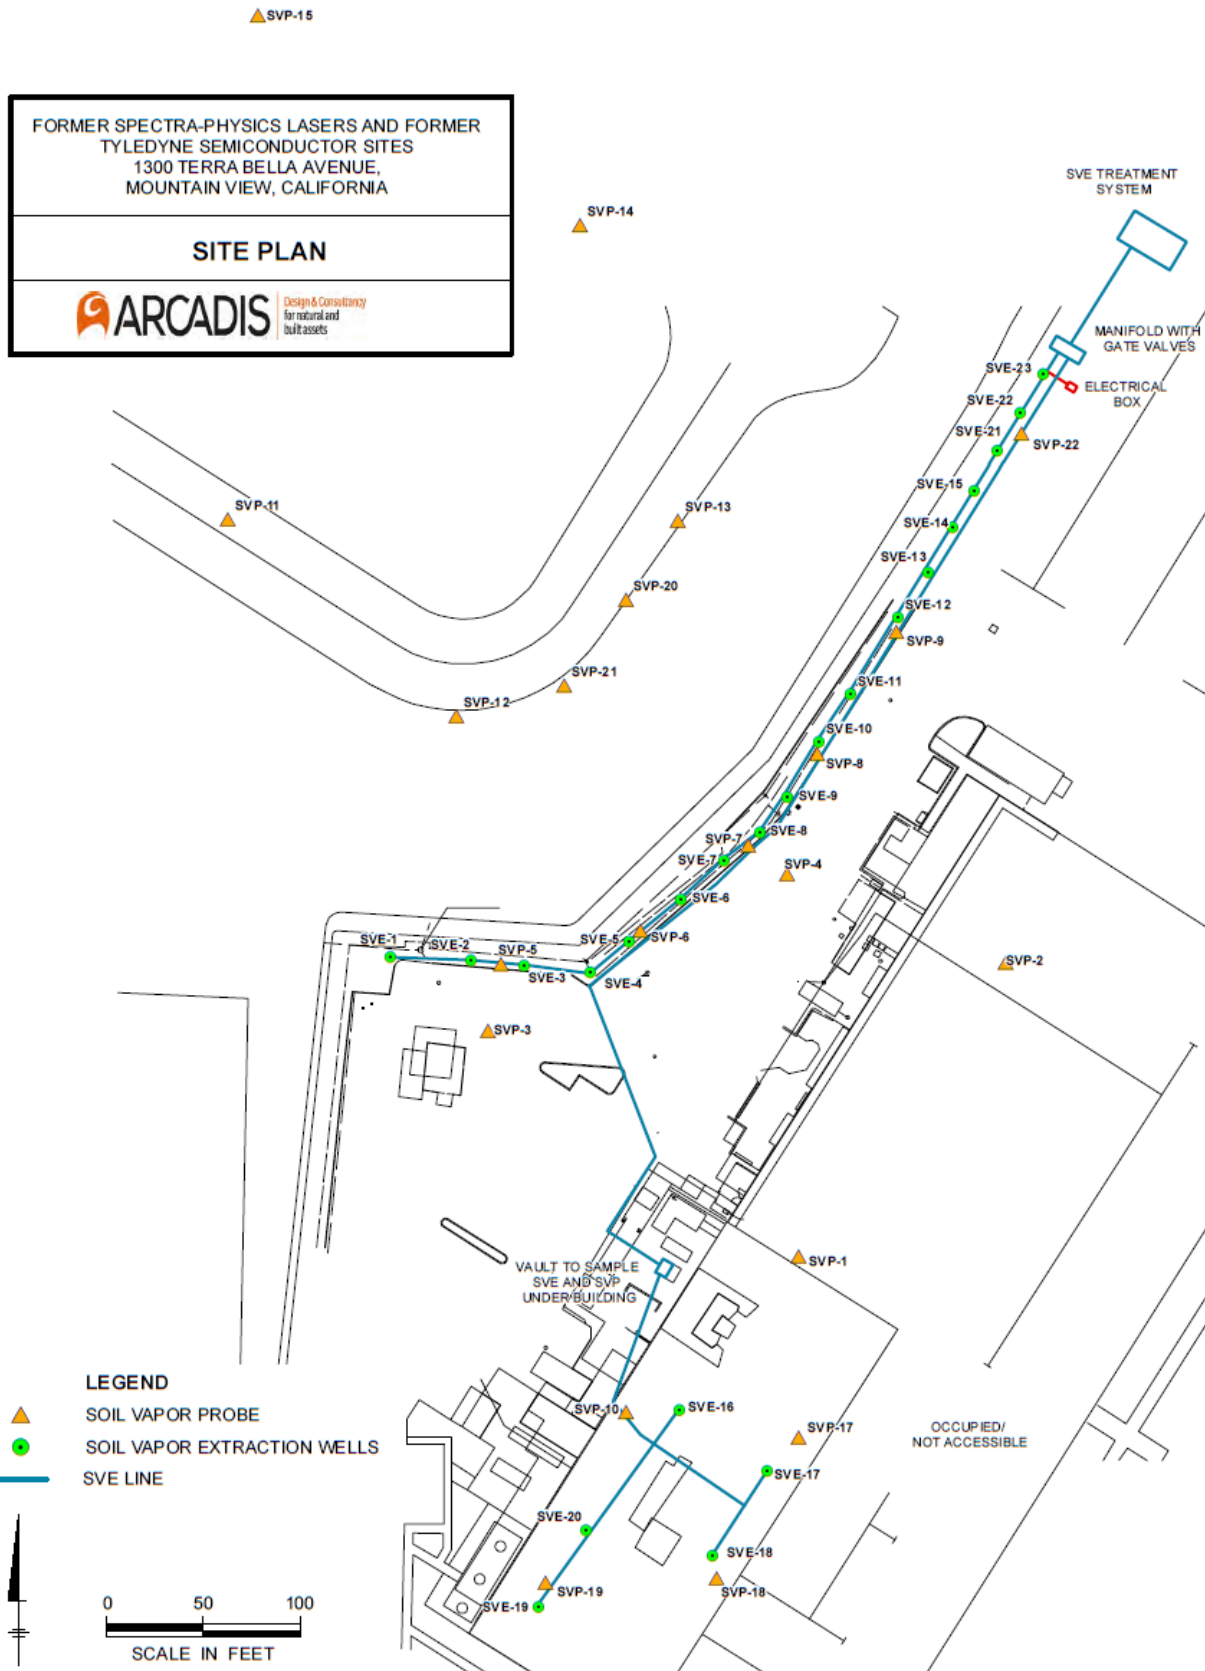 SVP-15
FORMER SPECTRA-PHYSICS LASERS AND FORMER
TYLEDYNE SEMICONDUCTOR SITES
1300 TERRA BELLA AVENUE,
MOUNTAIN VIEW, CALIFORNIA
SITE PLAN
ARCADIS
Design & Consultancy
for natural and
built assets
SVP-14
SVE TREATMENT
SYSTEM
MANIFOLD WITH
GATE VALVES
SVE-23
ELECTRICAL
BOX
SVE-22
SVE-21
SVP-22
SVE-15
SVP-11
SVP-13
SVE-14
SVE-13
SVP-20
SVE-12
SVP-9
SVP-21
SVE-11
SVP-12
SVE-10
SVP-8
SVE-9
SVE-8
SVP-7
SVE-7
SVP-4
SVE-6
SVE-1
SVE-2
SVP-5
SVE-5
SVP-6
SVE-3
SVE-4
SVP-2
SVP-3
SVP-1
VAULT TO SAMPLE
SVE AND SVP
UNDER BUILDING
LEGEND
SOIL VAPOR PROBE
SOIL VAPOR EXTRACTION WELLS
SVE LINE
SVP-10
SVE-16
SVP-17
OCCUPIED/
NOT ACCESSIBLE
SVE-17
SVE-20
SVE-18
SVP-19
SVP-18
SVE-19
0 50 100
SCALE IN FEET